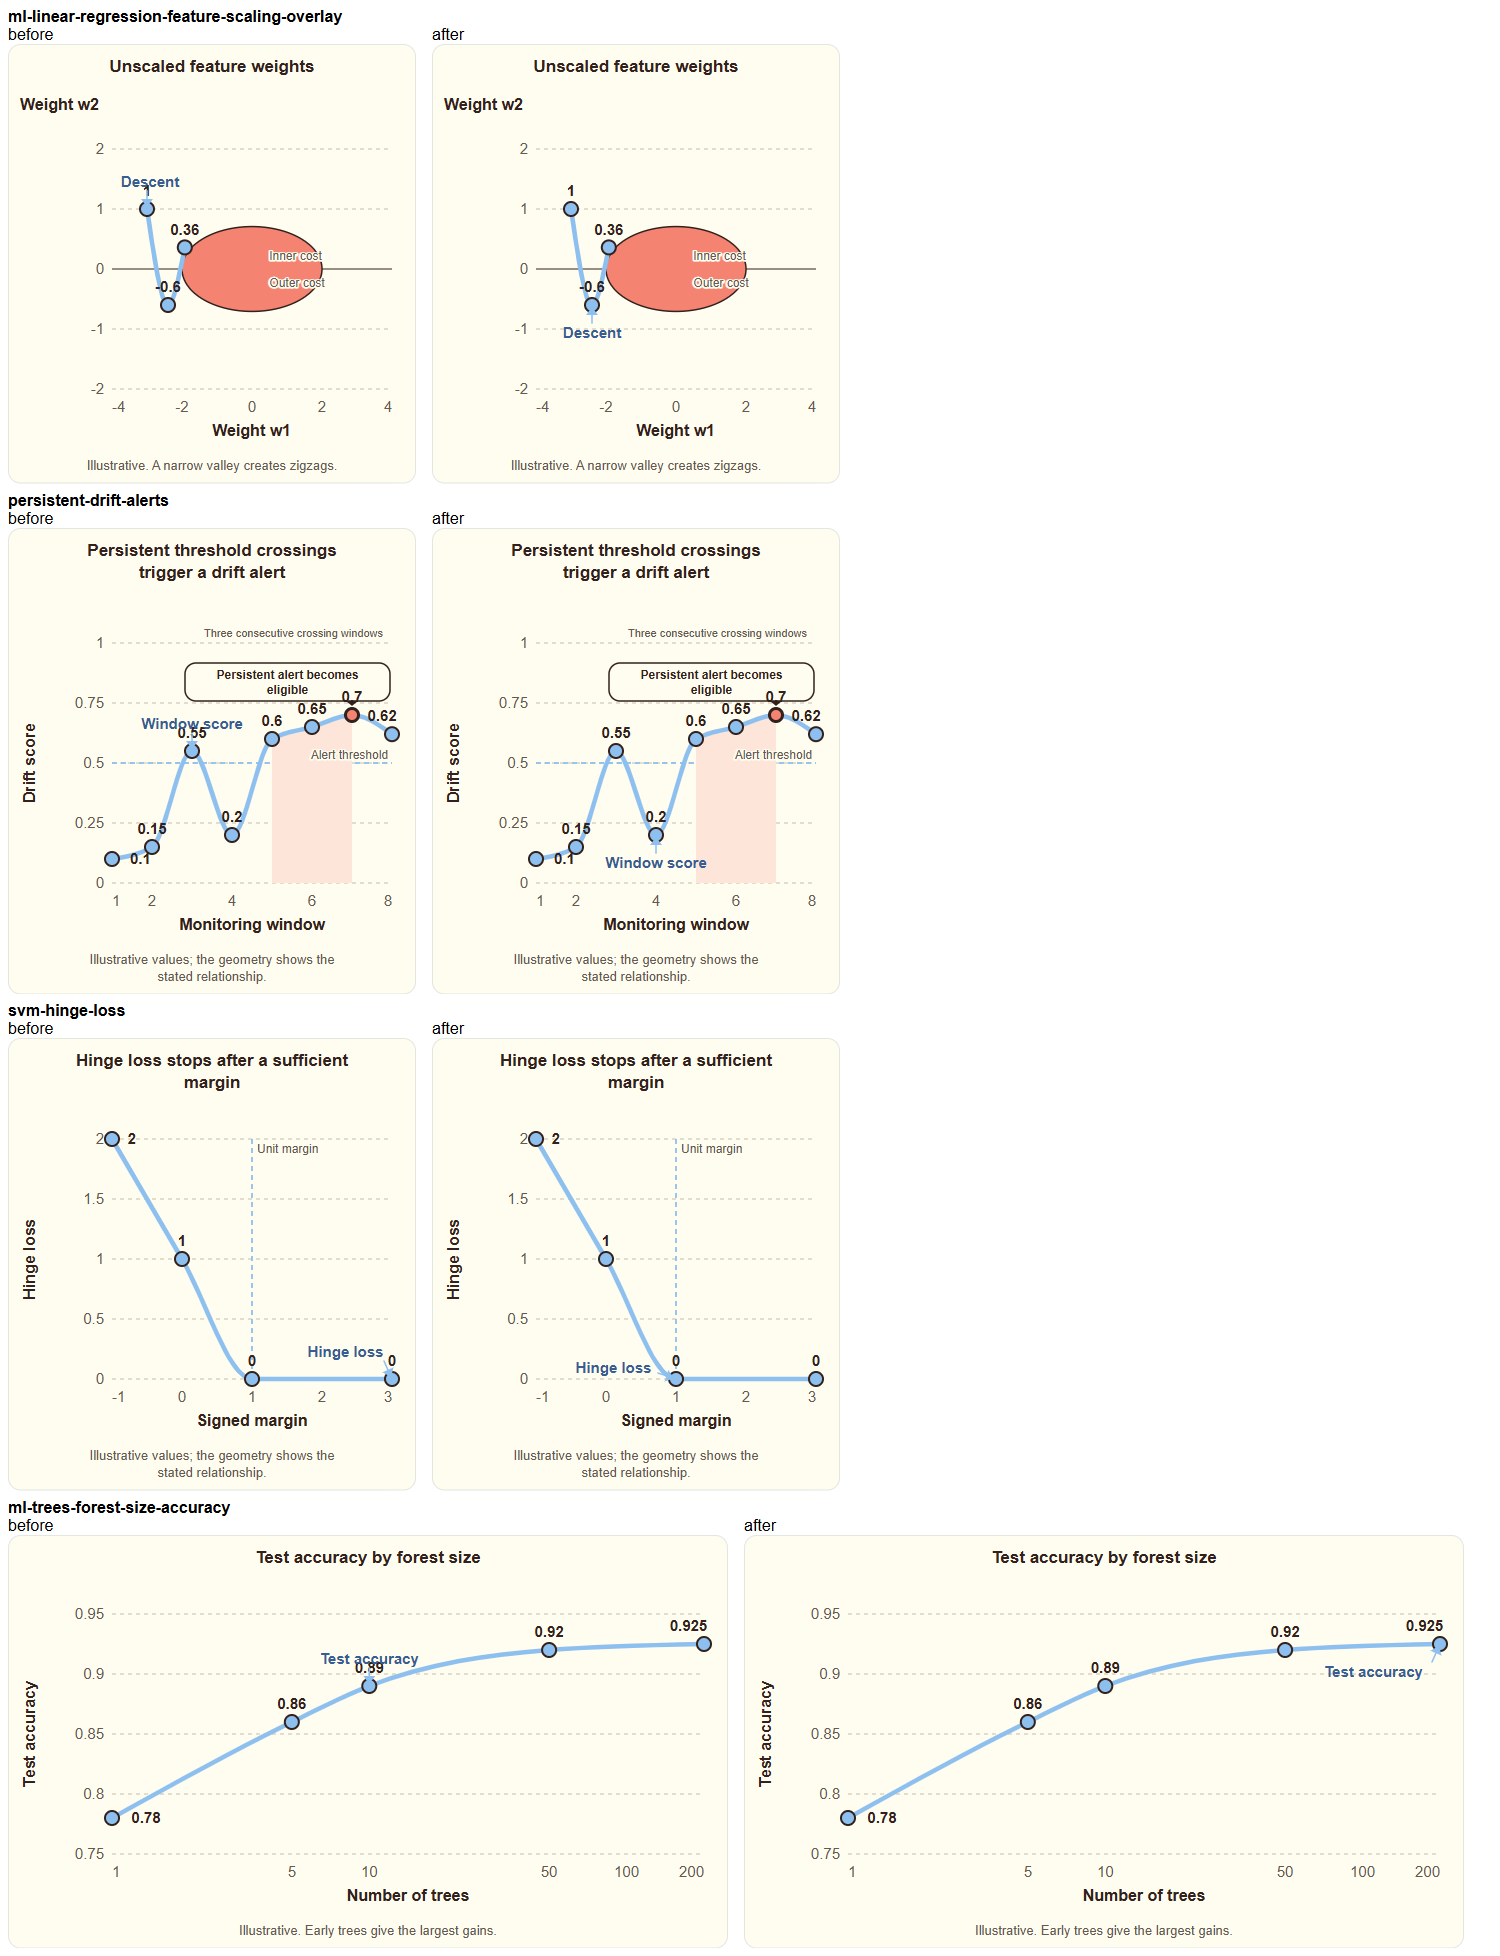 ml-linear-regression-feature-scaling-overlay
before
Unscaled feature weights
Weight w2
2
Descent
1
1
0.36
Inner cost
0
-0.6
Outer cost
-1
-2
-4 -2 0 2 4
Weight w1
Illustrative. A narrow valley creates zigzags.
after
Unscaled feature weights
Weight w2
2
1
1
0.36
Inner cost
0
-0.6
Outer cost
-1
Descent
-2
-4 -2 0 2 4
Weight w1
Illustrative. A narrow valley creates zigzags.
persistent-drift-alerts
before
Persistent threshold crossings
trigger a drift alert
Three consecutive crossing windows
1
Persistent alert becomes
eligible
0.7
0.75
0.65
0.62
Window score
0.6
0.55
Alert threshold
0.5
0.25
0.2
0.15
0.1
0
Drift score
1 2 4 6 8
Monitoring window
Illustrative values; the geometry shows the
stated relationship.
after
Persistent threshold crossings
trigger a drift alert
Three consecutive crossing windows
1
Persistent alert becomes
eligible
0.7
0.75
0.65
0.62
0.6
0.55
Alert threshold
0.5
0.25
0.2
0.15
0.1
Window score
0
Drift score
1 2 4 6 8
Monitoring window
Illustrative values; the geometry shows the
stated relationship.
svm-hinge-loss
before
Hinge loss stops after a sufficient
margin
2 2
Unit margin
1.5
1
1
0.5
Hinge loss
0
0
0
Hinge loss
-1 0 1 2 3
Signed margin
Illustrative values; the geometry shows the
stated relationship.
after
Hinge loss stops after a sufficient
margin
2 2
Unit margin
1.5
1
1
0.5
0
0
Hinge loss
0
Hinge loss
-1 0 1 2 3
Signed margin
Illustrative values; the geometry shows the
stated relationship.
ml-trees-forest-size-accuracy
before
Test accuracy by forest size
0.95
0.925
0.92
Test accuracy
0.89
0.9
0.86
0.85
0.8
0.78
0.75
Test accuracy
1 5 10 50 100 200
Number of trees
Illustrative. Early trees give the largest gains.
after
Test accuracy by forest size
0.95
0.925
0.92
0.89
0.9
Test accuracy
0.86
0.85
0.8
0.78
0.75
Test accuracy
1 5 10 50 100 200
Number of trees
Illustrative. Early trees give the largest gains.